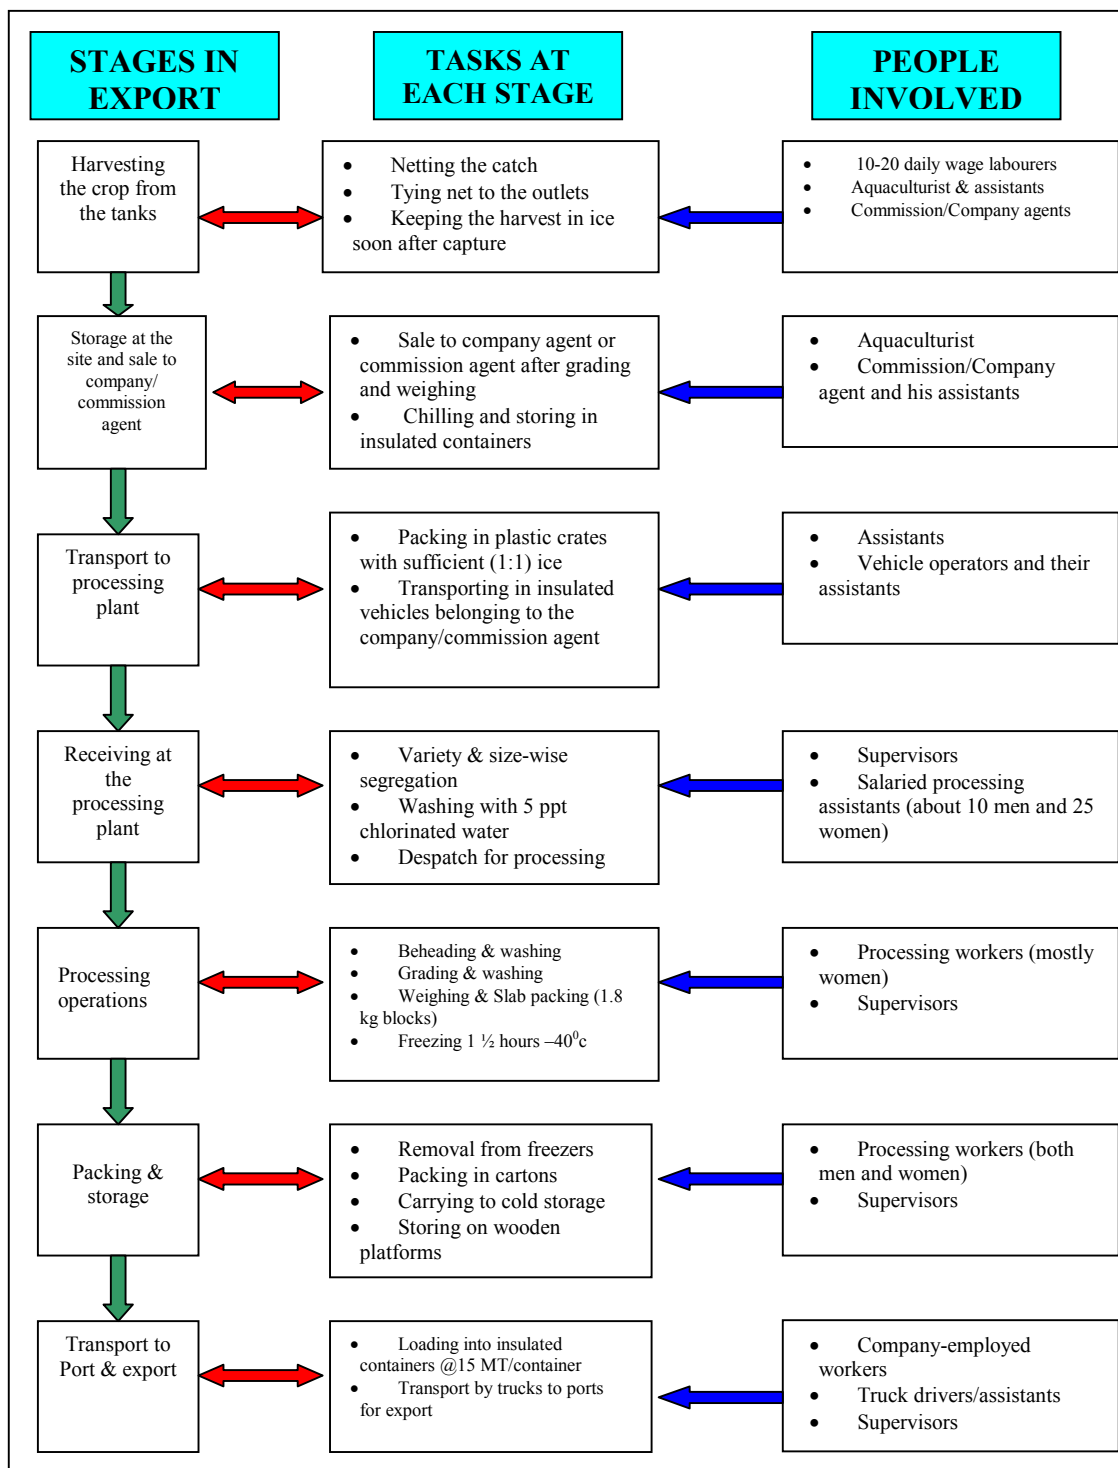 STAGES IN
EXPORT
TASKS AT
EACH STAGE
PEOPLE
INVOLVED
Harvesting
the crop from
the tanks
• Netting the catch
• Tying net to the outlets
• Keeping the harvest in ice
soon after capture
• 10-20 daily wage labourers
• Aquaculturist & assistants
• Commission/Company agents
Storage at the
site and sale to
company/
commission
agent
• Sale to company agent or
commission agent after grading
and weighing
• Chilling and storing in
insulated containers
• Aquaculturist
• Commission/Company
agent and his assistants
Transport to
processing
plant
• Packing in plastic crates
with sufficient (1:1) ice
• Transporting in insulated
vehicles belonging to the
company/commission agent
• Assistants
• Vehicle operators and their
assistants
Receiving at
the
processing
plant
• Variety & size-wise
segregation
• Washing with 5 ppt
chlorinated water
• Despatch for processing
• Supervisors
• Salaried processing
assistants (about 10 men and 25
women)
Processing
operations
• Beheading & washing
• Grading & washing
• Weighing & Slab packing (1.8
kg blocks)
• Freezing 1 ½ hours –40⁰c
• Processing workers (mostly
women)
• Supervisors
Packing &
storage
• Removal from freezers
• Packing in cartons
• Carrying to cold storage
• Storing on wooden
platforms
• Processing workers (both
men and women)
• Supervisors
Transport to
Port & export
• Loading into insulated
containers @15 MT/container
• Transport by trucks to ports
for export
• Company-employed
workers
• Truck drivers/assistants
• Supervisors